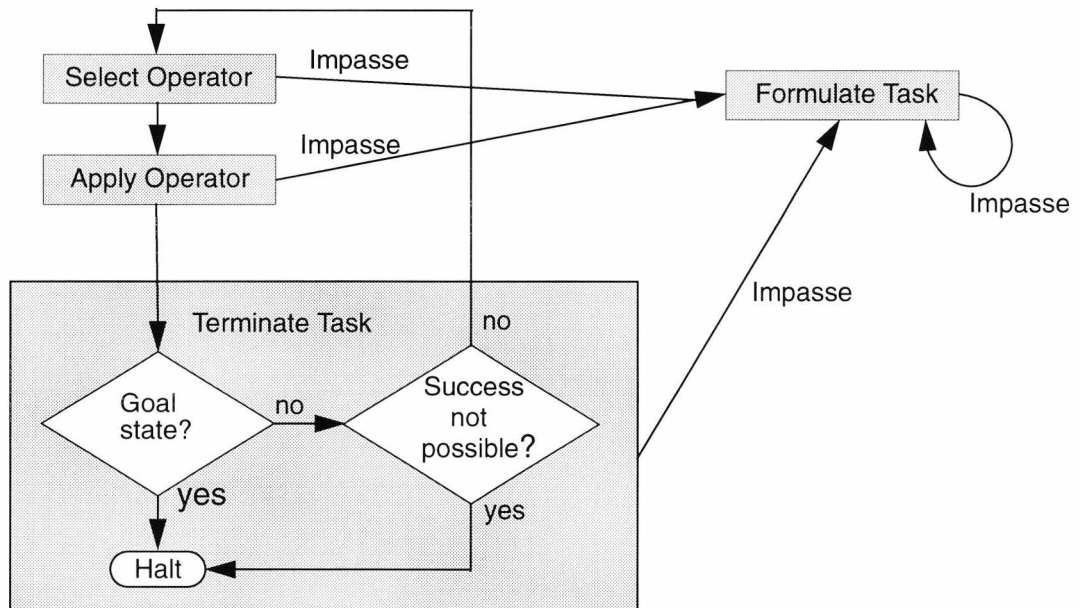 Select Operator
Impasse
Formulate Task
Impasse
Apply Operator
Impasse
Impasse
Terminate Task
no
Goal
state?
no
Success
not
possible?
yes
yes
Halt